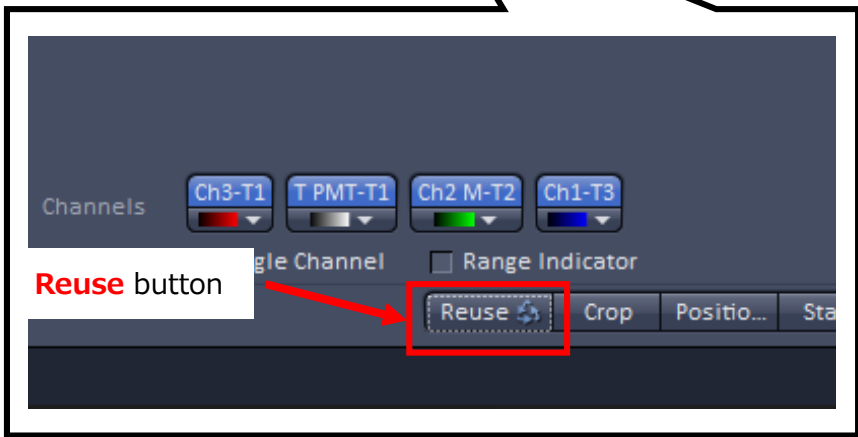 Ch3-T1 T PMT-T1 Ch2 M-T2 Ch1-T3
Channels
gle Channel Range Indicator
Reuse button
Reuse Crop Positio... Sta